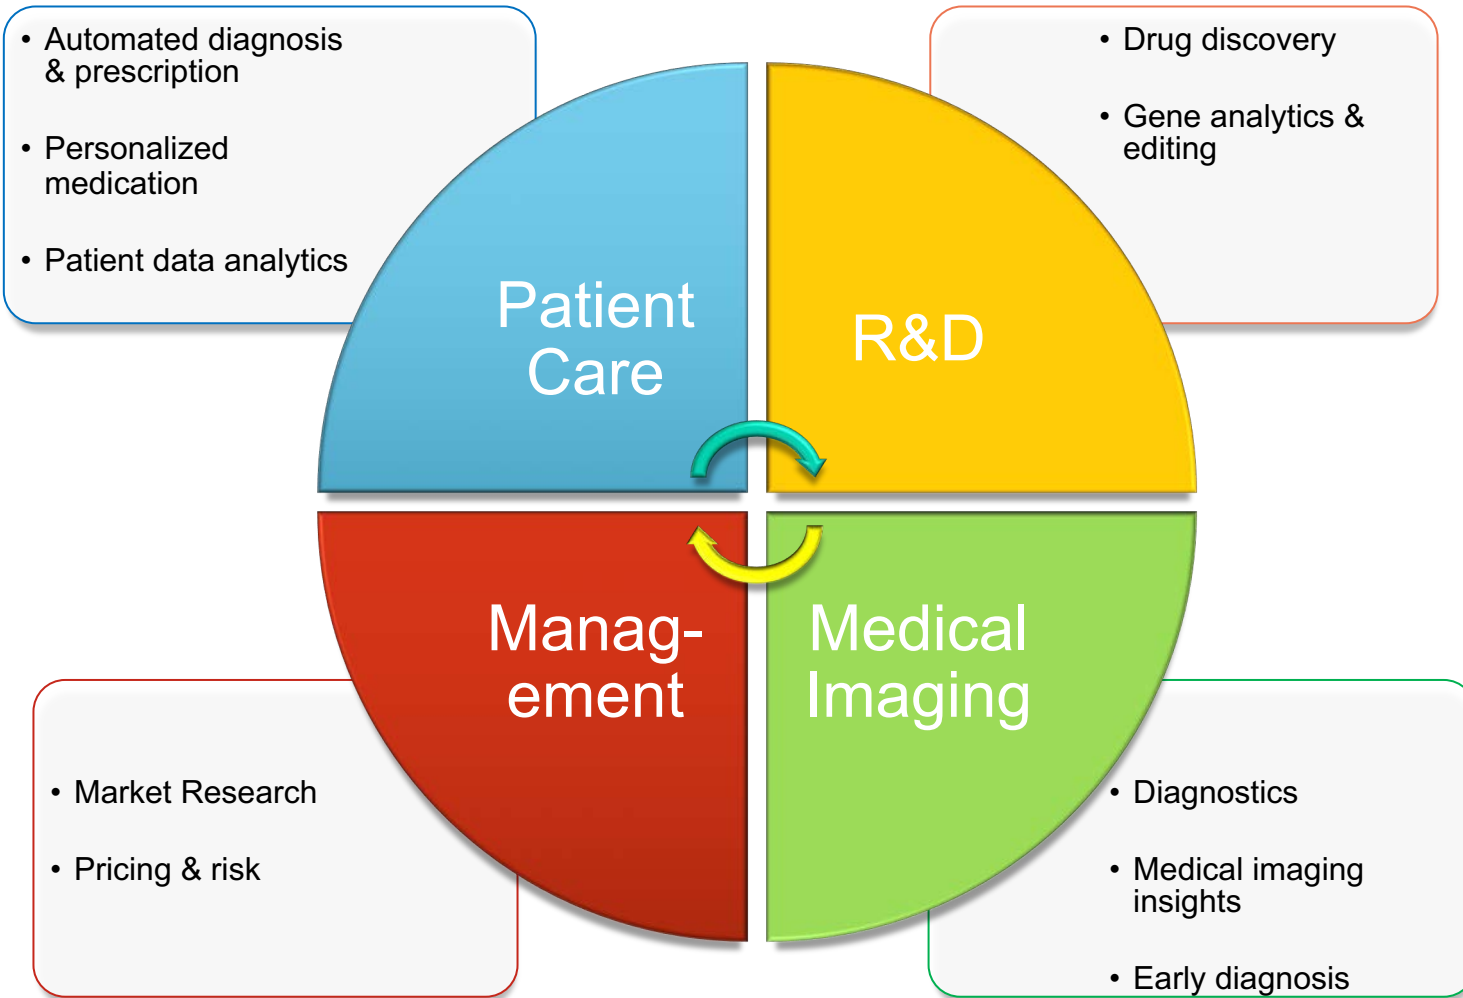 • Automated diagnosis
& prescription
• Personalized
medication
• Patient data analytics
• Drug discovery
• Gene analytics &
editing
Patient
Care
R&D
Manag-
ement
Medical
Imaging
• Market Research
• Pricing & risk
• Diagnostics
• Medical imaging
insights
• Early diagnosis